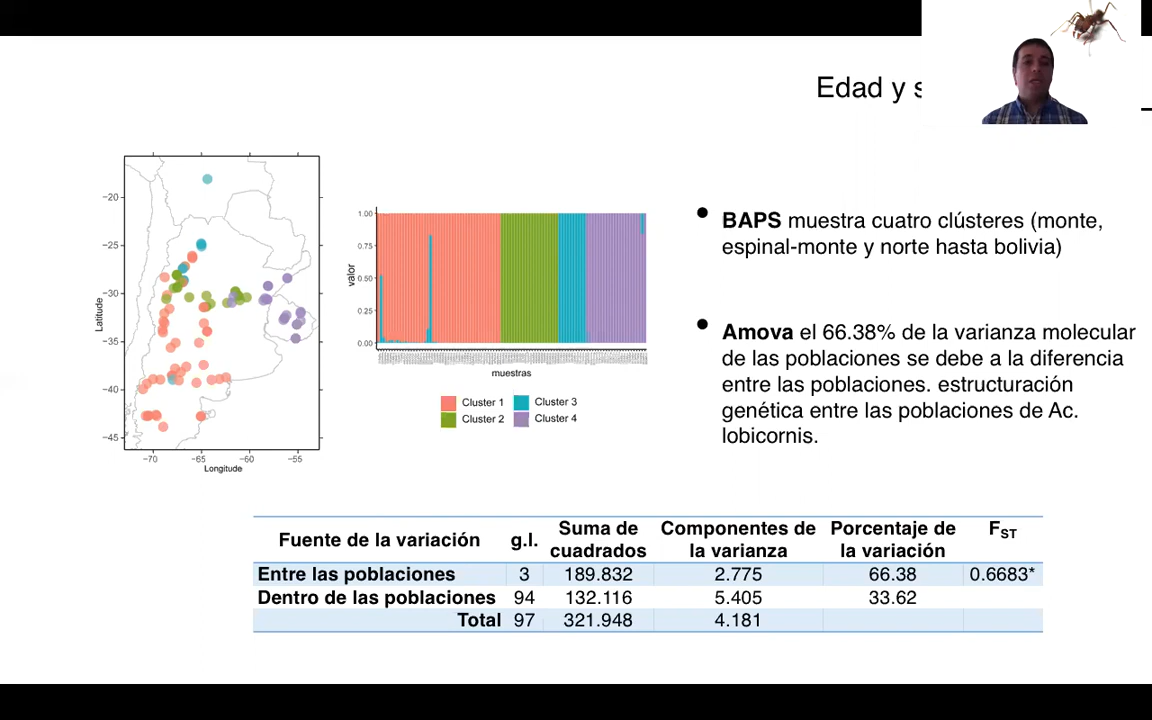 Edad y s
−20
−25
−30
−35
−40
−45
Latitude
−70
−65
−60
−55
Longitude
1.00
0.75
0.50
0.25
0.00
valor
muestras
Cluster 1
Cluster 3
Cluster 2
Cluster 4
• BAPS muestra cuatro clústeres (monte,
espinal-monte y norte hasta bolivia)
• Amova el 66.38% de la varianza molecular
de las poblaciones se debe a la diferencia
entre las poblaciones. estructuración
genética entre las poblaciones de Ac.
lobicornis.
Fuente de la variación g.l. Suma de cuadrados Componentes de la varianza Porcentaje de la variación FST
Entre las poblaciones 3 189.832 2.775 66.38 0.6683*
Dentro de las poblaciones 94 132.116 5.405 33.62
Total 97 321.948 4.181